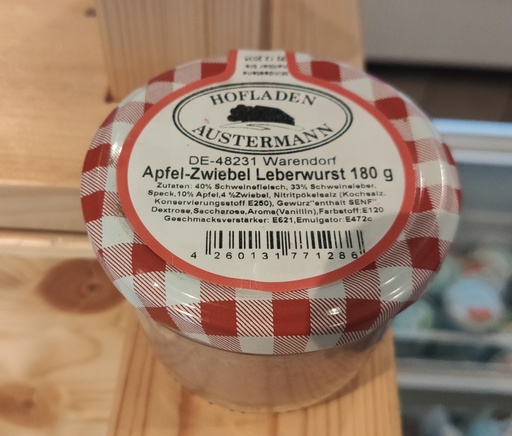 HOFLADEN
AUSTERMANN
DE-48231 Warendorf
Apfel-Zwiebel Leberwurst 180 g
Zutaten: 40% Schweinefleisch, 33% Schweineleber,
Speck,10% Apfel,4 %Zwiebel, Nitritpökelsalz (Kochsalz,
Konservierungsstoff:E250), Gewürz"enthält SENF",
Dextrose,Saccharose,Aroma(Vanillin),Farbstoff:E120
Geschmacksverstärker: E621,Emulgator:E472c
4 260131 771286